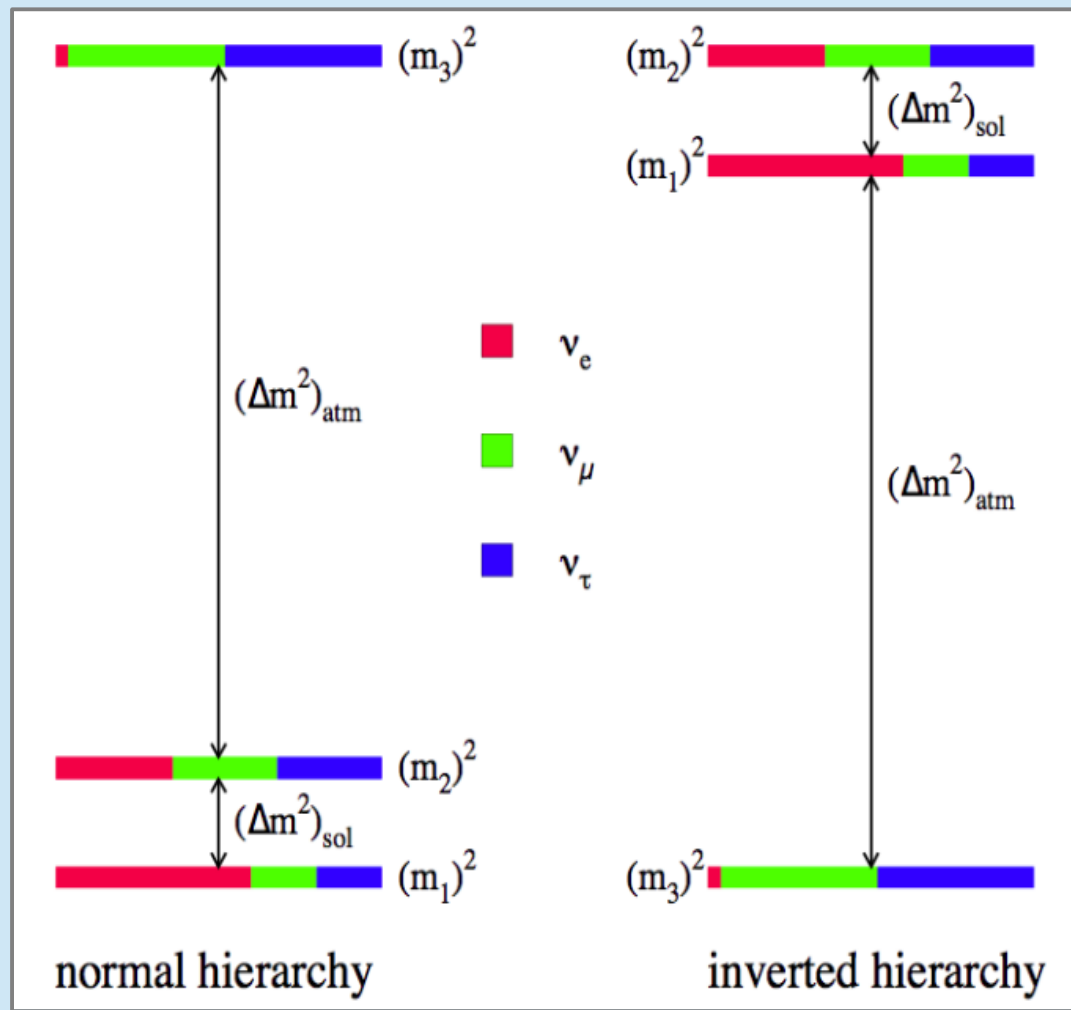 (m₃)²
(Δm²)atm
(m₂)²
(Δm²)sol
(m₁)²
normal hierarchy
νe
νμ
ντ
(m₂)²
(Δm²)sol
(m₁)²
(Δm²)atm
(m₃)²
inverted hierarchy